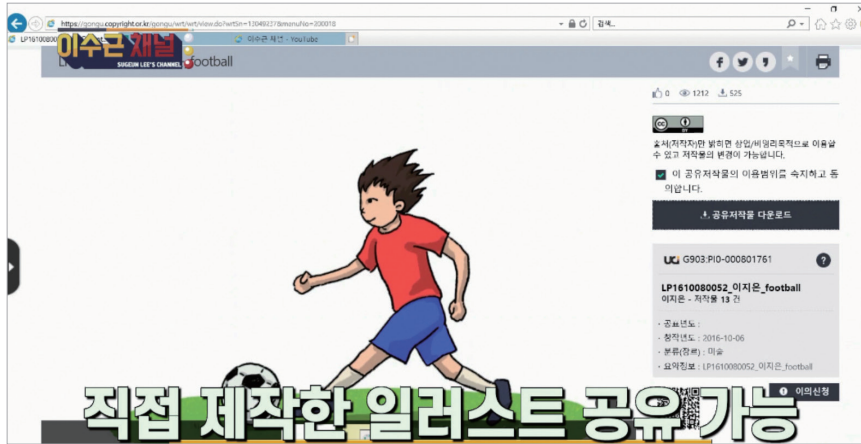 https://gongu.copyright.or.kr/gongu/wrt/wrt/view.do?wrtSn=13049237&menuNo=200018
검색...
이수근 채널 - YouTube
이수근 채널
SUGEUN LEE'S CHANNEL
football
0 1212 525
cc BY
출처(저작자)만 밝히면 상업/비영리목적으로 이용할
수 있고 저작물의 변경이 가능합니다.
이 공유저작물의 이용범위를 숙지하고 동
의합니다.
공유저작물 다운로드
UCI G903:PI0-000801761 ?
LP1610080052_이지은_football
이지은 - 저작물 13 건
· 공표년도 :
· 창작년도 : 2016-10-06
· 분류(장르) : 미술
· 요약정보 : LP1610080052_이지은_football
이의신청
직접 제작한 일러스트 공유 가능